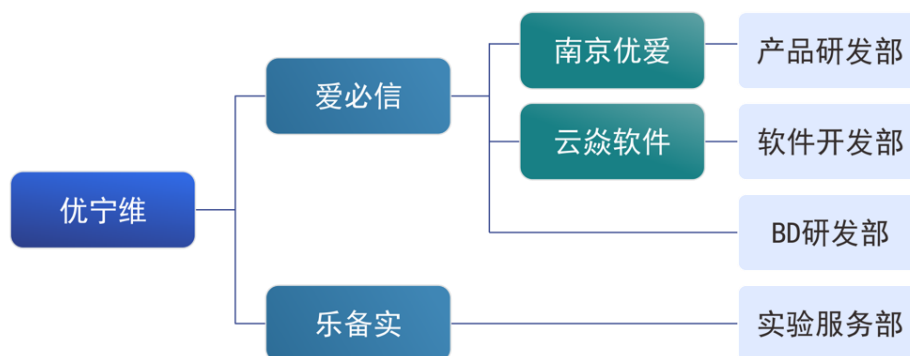 优宁维
爱必信
南京优爱
产品研发部
云焱软件
软件开发部
BD研发部
乐备实
实验服务部